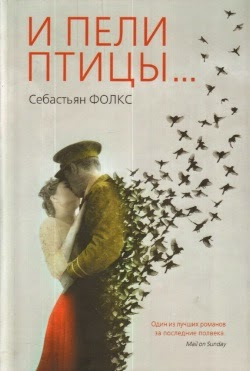 И ПЕЛИ
ПТИЦЫ...
Себастьян ФОЛКС
Один из лучших романов
за последние полвека.
Mail on Sunday